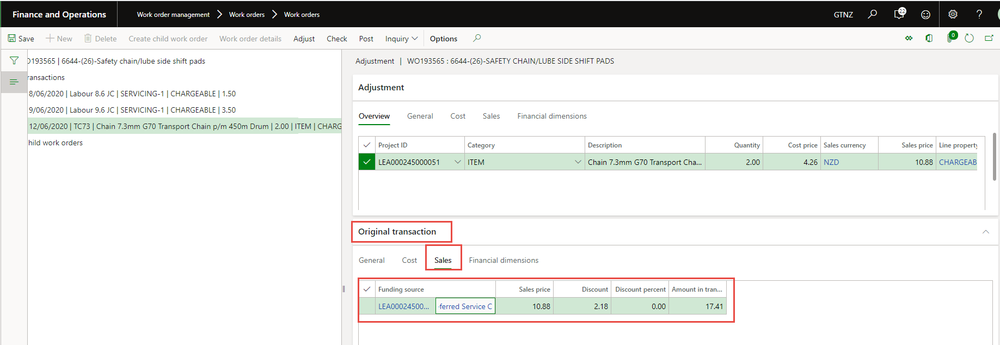 Finance and Operations
Work order management > Work orders > Work orders
GTNZ
22
?
Save
New
Delete
Create child work order
Work order details
Adjust
Check
Post
Inquiry
Options
0
O193565 | 6644-(26)-Safety chain/lube side shift pads
ransactions
8/06/2020 | Labour 8.6 JC | SERVICING-1 | CHARGEABLE | 1.50
9/06/2020 | Labour 9.6 JC | SERVICING-1 | CHARGEABLE | 3.50
12/06/2020 | TC73 | Chain 7.3mm G70 Transport Chain p/m 450m Drum | 2.00 | ITEM | CHARG
hild work orders
Adjustment | WO193565 : 6644-(26)-SAFETY CHAIN/LUBE SIDE SHIFT PADS
Adjustment
Overview General Cost Sales Financial dimensions
Project ID Category Description Quantity Cost price Sales currency Sales price Line property
LEA000245000051 ITEM Chain 7.3mm G70 Transport Cha... 2.00 4.26 NZD 10.88 CHARGEAB
Original transaction
General Cost Sales Financial dimensions
Funding source Sales price Discount Discount percent Amount in tran...
LEA00024500... ferred Service C 10.88 2.18 0.00 17.41